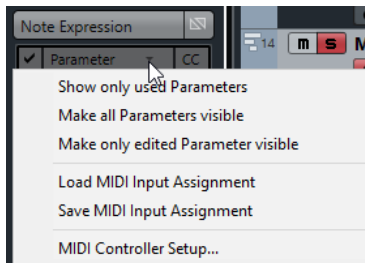 Note Expression
14 m S M
✓ Parameter CC
Show only used Parameters
Make all Parameters visible
Make only edited Parameter visible
Load MIDI Input Assignment
Save MIDI Input Assignment
MIDI Controller Setup...